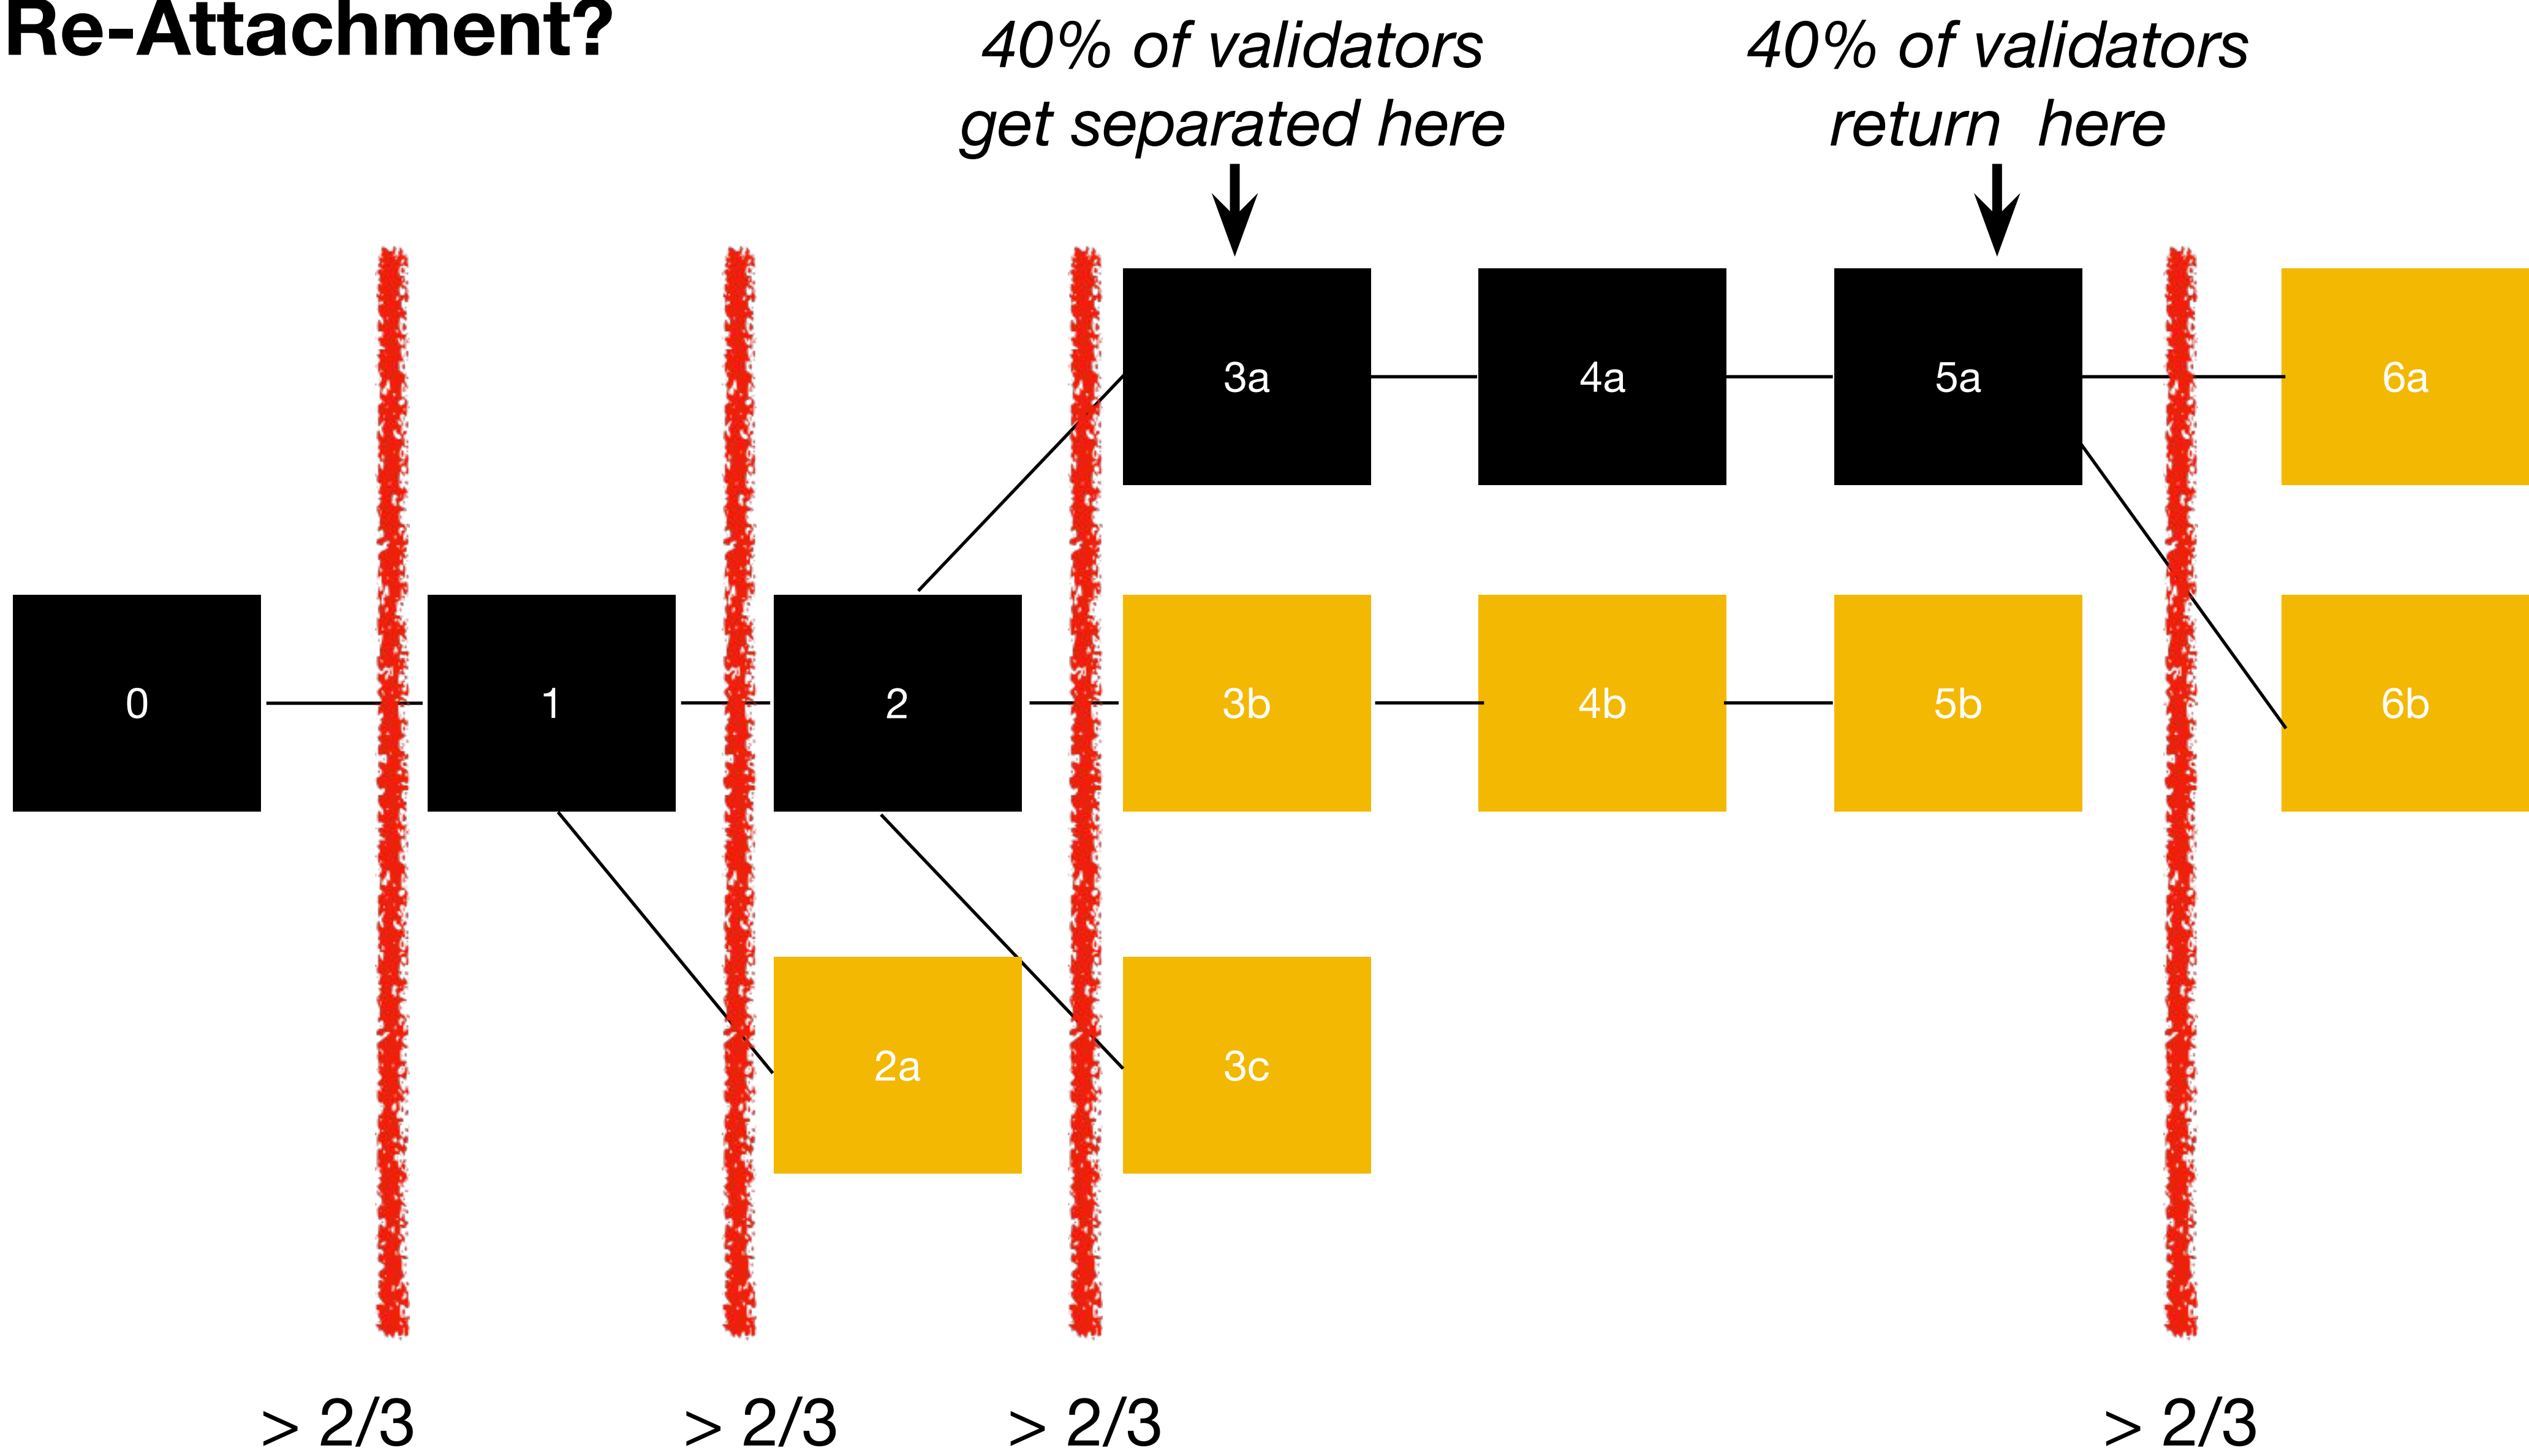 Re-Attachment?
40% of validators
get separated here
40% of validators
return here
3a
4a
5a
6a
0
1
2
3b
4b
5b
6b
2a
3c
> 2/3
> 2/3
> 2/3
> 2/3